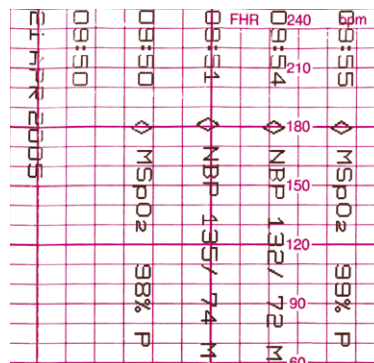 FHR 240 bpm
210
180
150
120
90
60
09:55 ◇ MSpO₂ 99% P
09:54 ◇ NBP 132/ 72 M
09:51 ◇ NBP 135/ 74 M
09:50 ◇ MSpO₂ 98% P
09:50
21 APR 2005